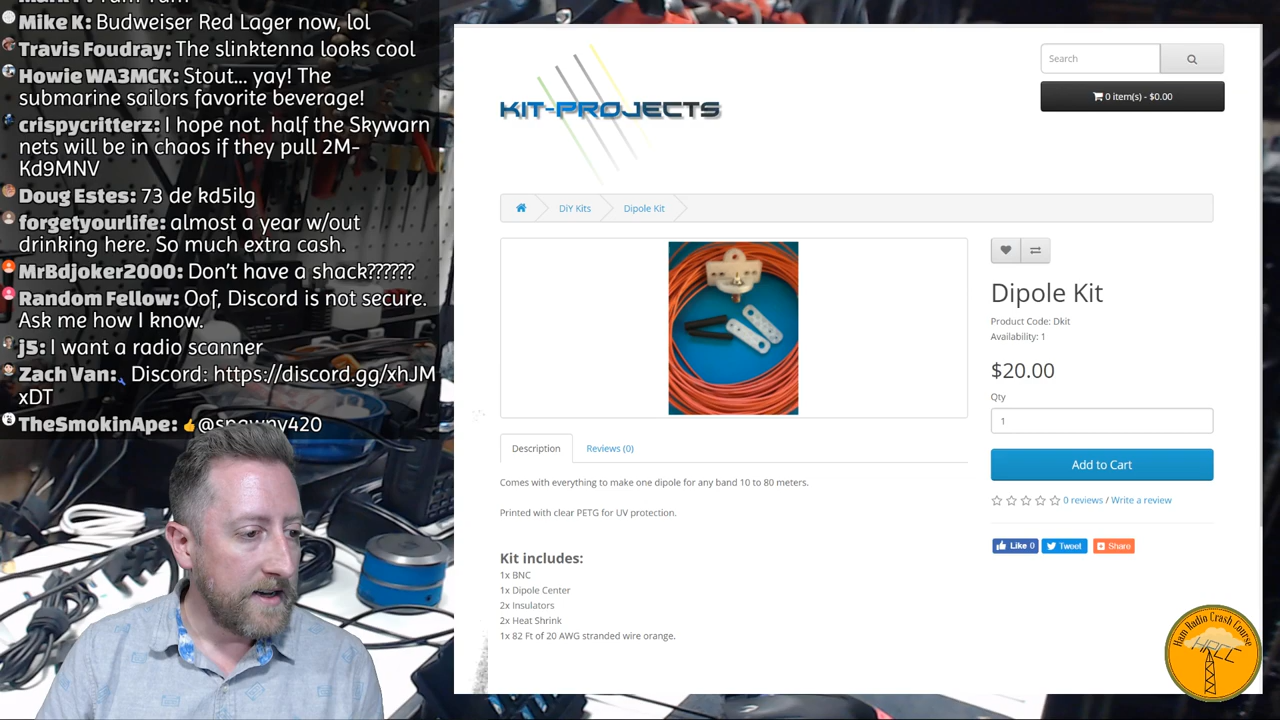 Mike K: Budweiser Red Lager now, lol
Travis Foudray: The slinktenna looks cool
Howie WA3MCK: Stout... yay! The
submarine sailors favorite beverage!
crispycritterz: I hope not. half the Skywarn
nets will be in chaos if they pull 2M-
Kd9MNV
Doug Estes: 73 de kd5ilg
forgetyourlife: almost a year w/out
drinking here. So much extra cash.
MrBdjoker2000: Don't have a shack??????
Random Fellow: Oof, Discord is not secure.
Ask me how I know.
j5: I want a radio scanner
Zach Van: Discord: https://discord.gg/xhJM
xDT
TheSmokinApe: 👍@spawny420
KIT-PROJECTS
Search
0 item(s) - $0.00
DiY Kits
Dipole Kit
Dipole Kit
Product Code: Dkit
Availability: 1
$20.00
Qty
1
Add to Cart
0 reviews / Write a review
Like 0
Tweet
Share
Description
Reviews (0)
Comes with everything to make one dipole for any band 10 to 80 meters.
Printed with clear PETG for UV protection.
Kit includes:
1x BNC
1x Dipole Center
2x Insulators
2x Heat Shrink
1x 82 Ft of 20 AWG stranded wire orange.
Ham Radio Crash Course
HRCC